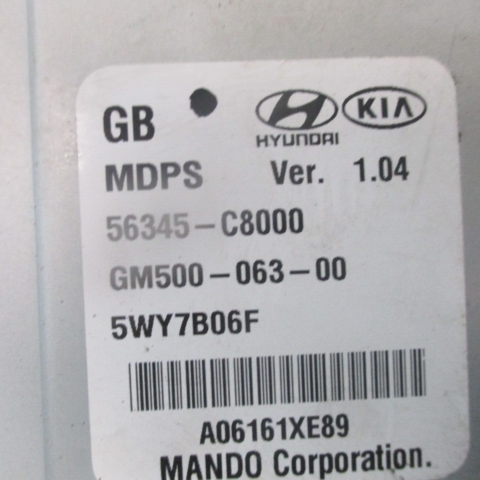 GB
HYUNDAI KIA
MDPS Ver. 1.04
56345-C8000
GM500-063-00
5WY7B06F
A06161XE89
MANDO Corporation.